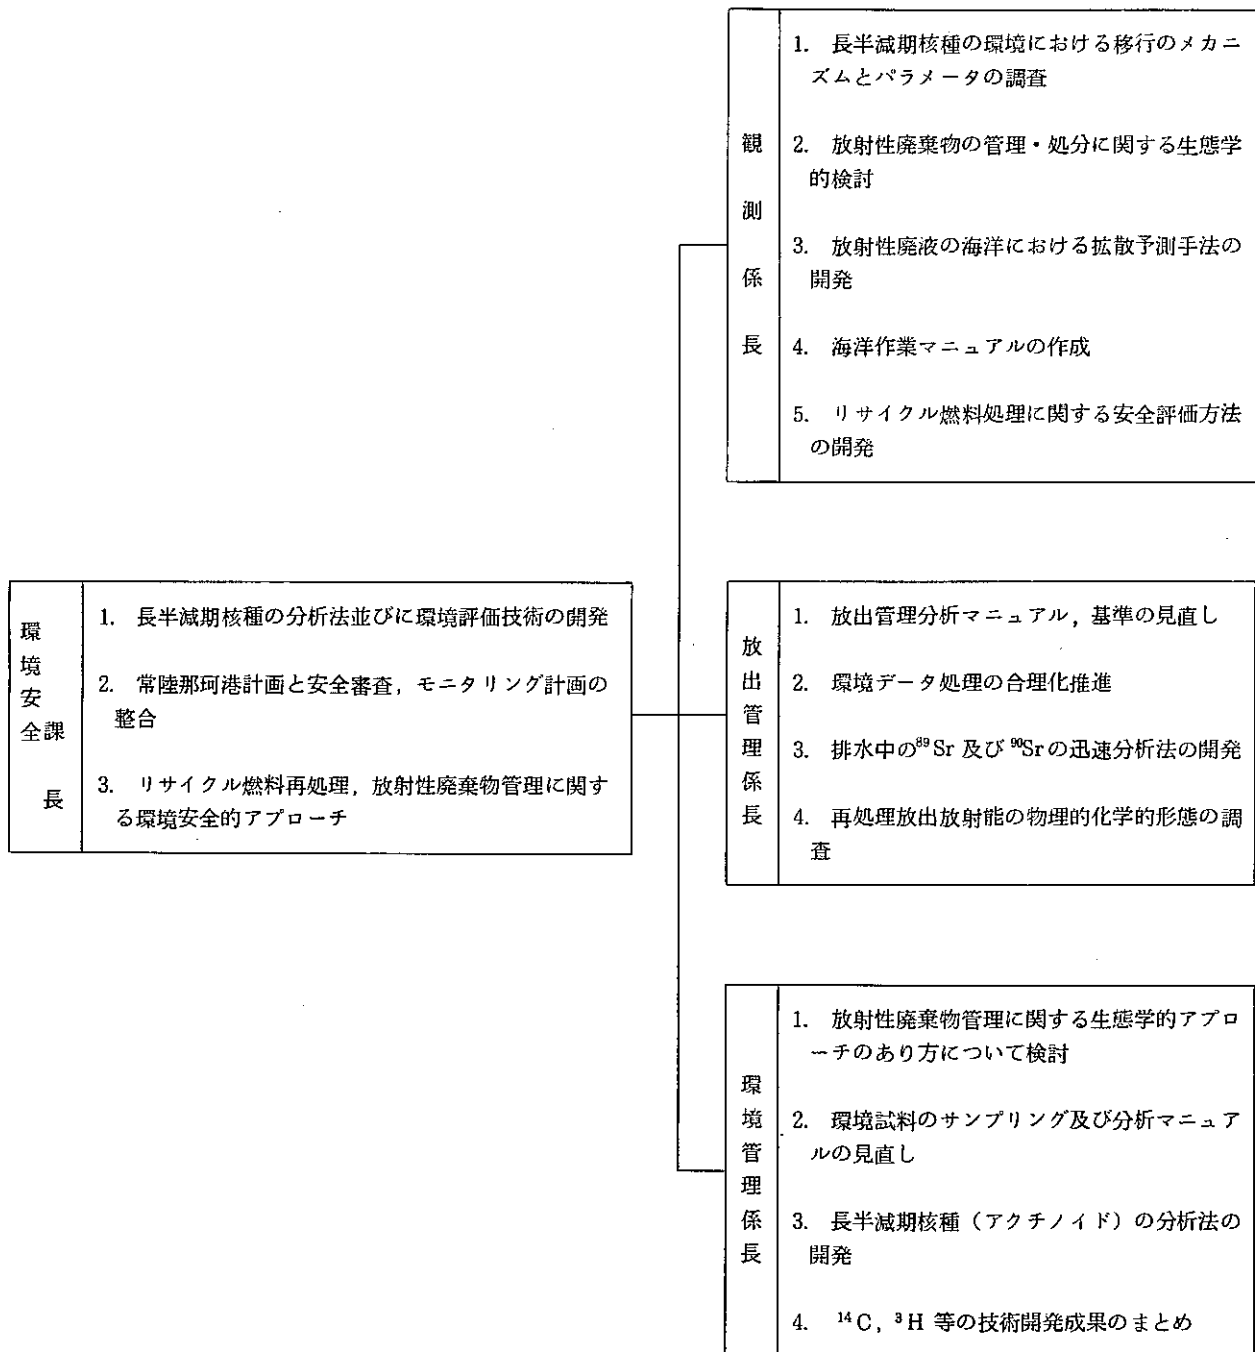 環境安全課長
1. 長半減期核種の分析法並びに環境評価技術の開発
2. 常陸那珂港計画と安全審査,モニタリング計画の
整合
3. リサイクル燃料再処理,放射性廃棄物管理に関す
る環境安全的アプローチ
観測係長
1. 長半減期核種の環境における移行のメカニ
ズムとパラメータの調査
2. 放射性廃棄物の管理・処分に関する生態学
的検討
3. 放射性廃液の海洋における拡散予測手法の
開発
4. 海洋作業マニュアルの作成
5. リサイクル燃料処理に関する安全評価方法
の開発
放出管理係長
1. 放出管理分析マニュアル,基準の見直し
2. 環境データ処理の合理化推進
3. 排水中の⁸⁹Sr 及び ⁹⁰Srの迅速分析法の開発
4. 再処理放出放射能の物理的化学的形態の調
査
環境管理係長
1. 放射性廃棄物管理に関する生態学的アプロ
ーチのあり方について検討
2. 環境試料のサンプリング及び分析マニュア
ルの見直し
3. 長半減期核種(アクチノイド)の分析法の
開発
4. ¹⁴C,³H 等の技術開発成果のまとめ